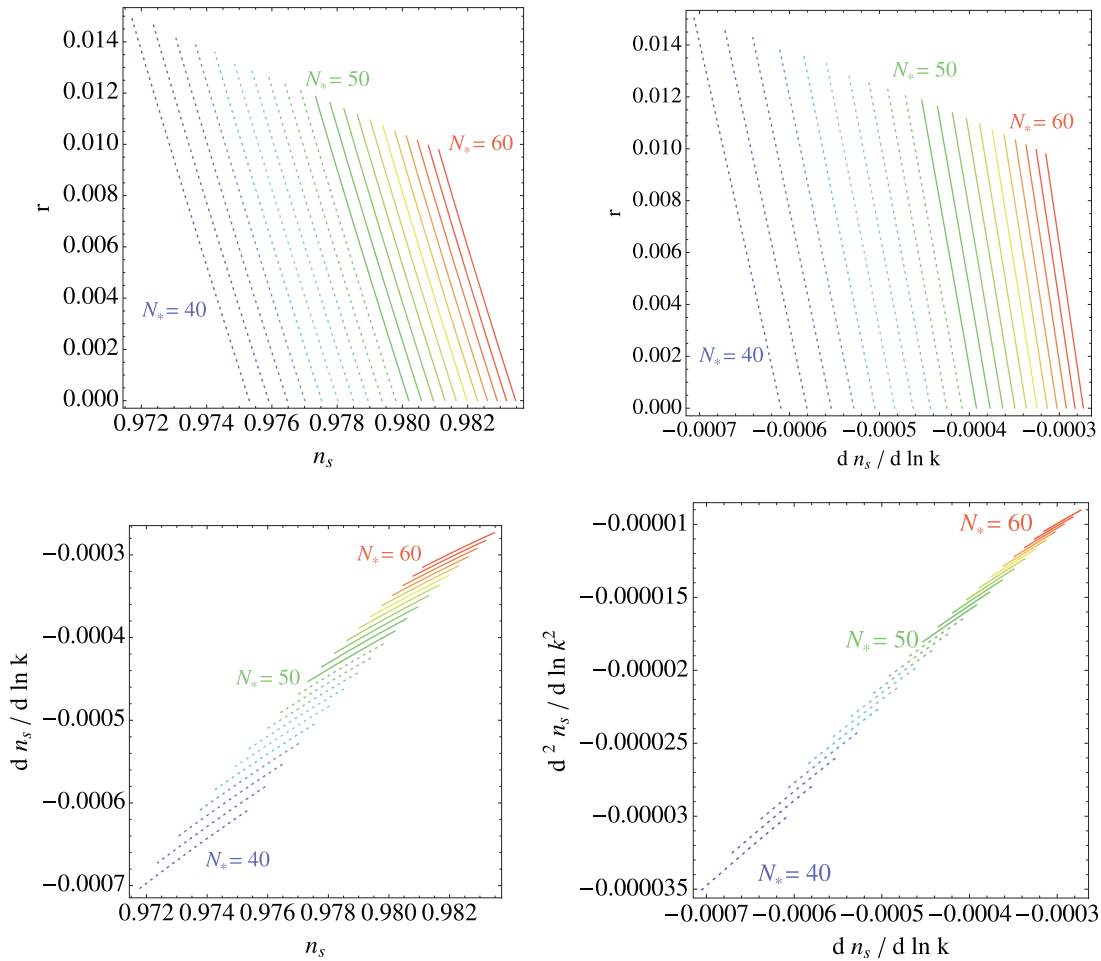 0.014
0.012
0.010
0.008
0.006
0.004
0.002
0.000
r
N* = 50
N* = 60
N* = 40
0.972 0.974 0.976 0.978 0.980 0.982
n_s
0.014
0.012
0.010
0.008
0.006
0.004
0.002
0.000
r
N* = 50
N* = 60
N* = 40
−0.0007 −0.0006 −0.0005 −0.0004 −0.0003
d n_s / d ln k
−0.0003
−0.0004
−0.0005
−0.0006
−0.0007
d n_s / d ln k
N* = 60
N* = 50
N* = 40
0.972 0.974 0.976 0.978 0.980 0.982
n_s
−0.00001
−0.000015
−0.00002
−0.000025
−0.00003
−0.000035
d² n_s / d ln k²
N* = 60
N* = 50
N* = 40
−0.0007 −0.0006 −0.0005 −0.0004 −0.0003
d n_s / d ln k